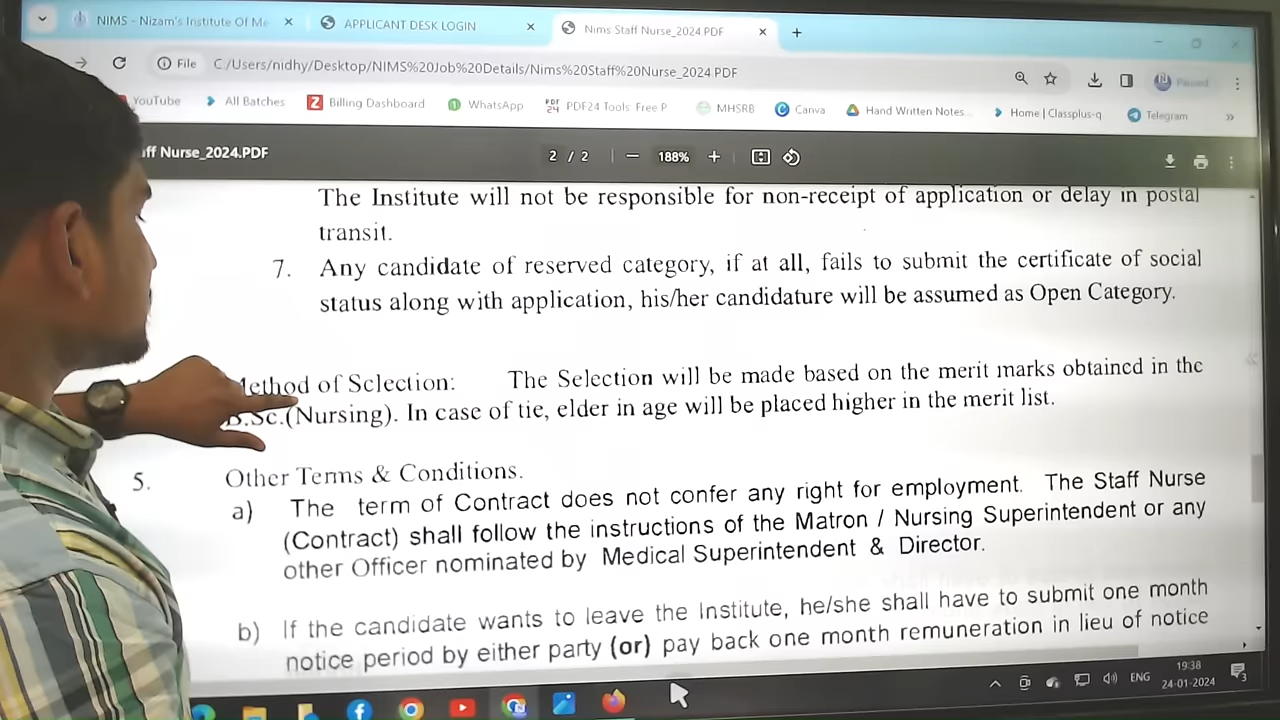 NIMS - Nizam's Institute Of Me
APPLICANT DESK LOGIN
Nims Staff Nurse_2024.PDF
File C:/Users/nidhy/Desktop/NIMS%20Job%20Details/Nims%20Staff%20Nurse_2024.PDF
Paused
YouTube All Batches Billing Dashboard WhatsApp PDF24 Tools: Free P MHSRB Canva Hand Written Notes... Home | Classplus-q Telegram
ff Nurse_2024.PDF 2 / 2 188%
The Institute will not be responsible for non-receipt of application or delay in postal
transit.
7. Any candidate of reserved category, if at all, fails to submit the certificate of social
status along with application, his/her candidature will be assumed as Open Category.
Method of Selection: The Selection will be made based on the merit marks obtained in the
B.Sc.(Nursing). In case of tie, elder in age will be placed higher in the merit list.
5. Other Terms & Conditions.
a) The term of Contract does not confer any right for employment. The Staff Nurse
(Contract) shall follow the instructions of the Matron / Nursing Superintendent or any
other Officer nominated by Medical Superintendent & Director.
b) If the candidate wants to leave the Institute, he/she shall have to submit one month
notice period by either party (or) pay back one month remuneration in lieu of notice
ENG
19:38
24-01-2024
3